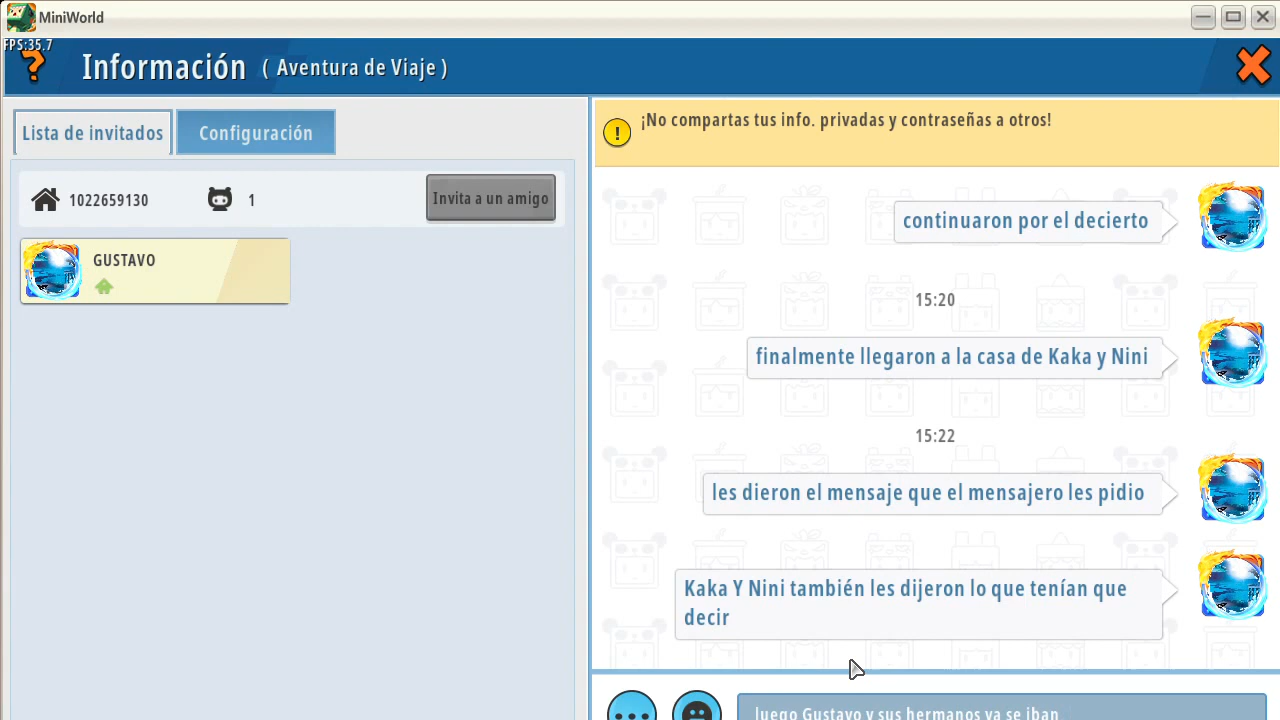 MiniWorld
FPS:35.7
Información ( Aventura de Viaje )
Lista de invitados
Configuración
1022659130
1
Invita a un amigo
GUSTAVO
¡No compartas tus info. privadas y contraseñas a otros!
continuaron por el decierto
15:20
finalmente llegaron a la casa de Kaka y Nini
15:22
les dieron el mensaje que el mensajero les pidio
Kaka Y Nini también les dijeron lo que tenían que
decir
luego Gustavo y sus hermanos ya se iban